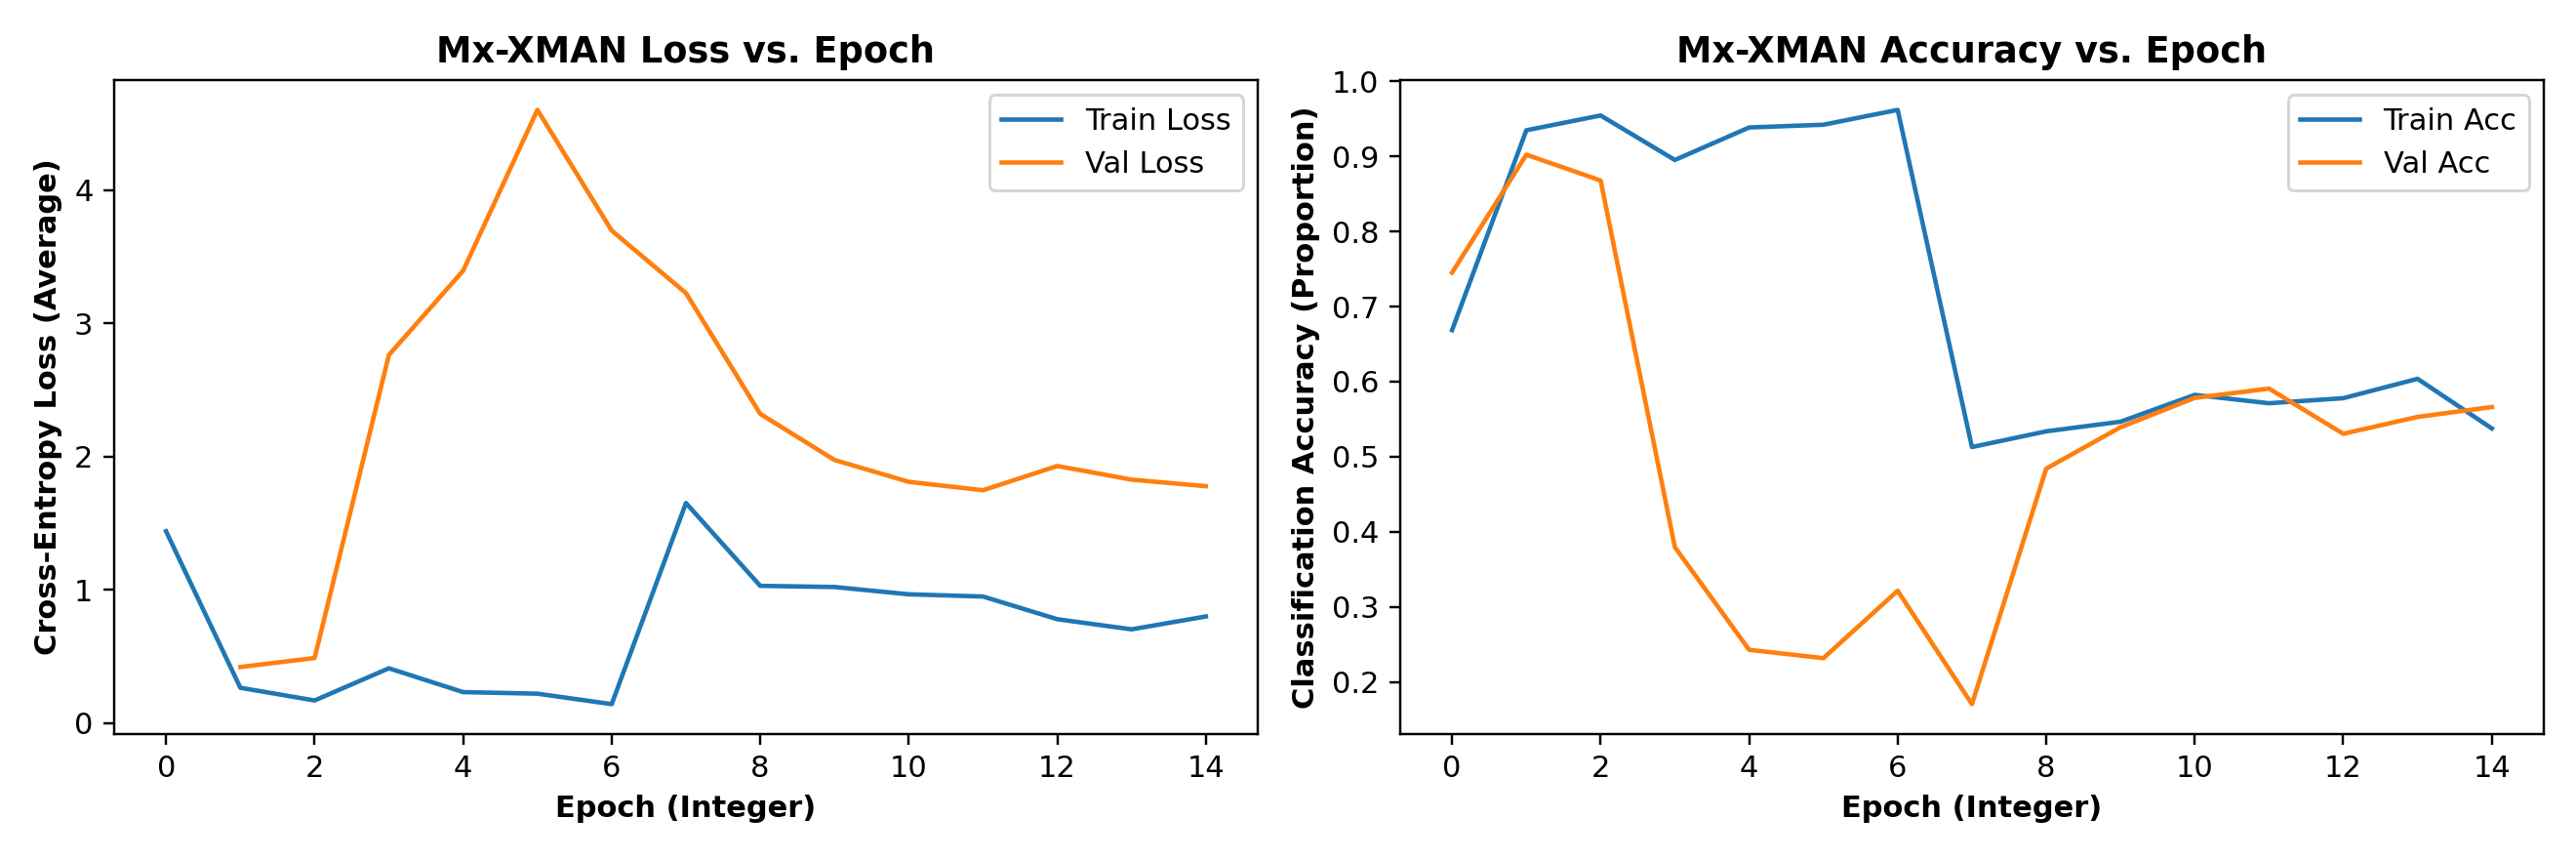 Mx-XMAN Loss vs. Epoch
Cross-Entropy Loss (Average)
4
3
2
1
0
Train Loss
Val Loss
0 2 4 6 8 10 12 14
Epoch (Integer)
Mx-XMAN Accuracy vs. Epoch
Classification Accuracy (Proportion)
1.0
0.9
0.8
0.7
0.6
0.5
0.4
0.3
0.2
Train Acc
Val Acc
0 2 4 6 8 10 12 14
Epoch (Integer)